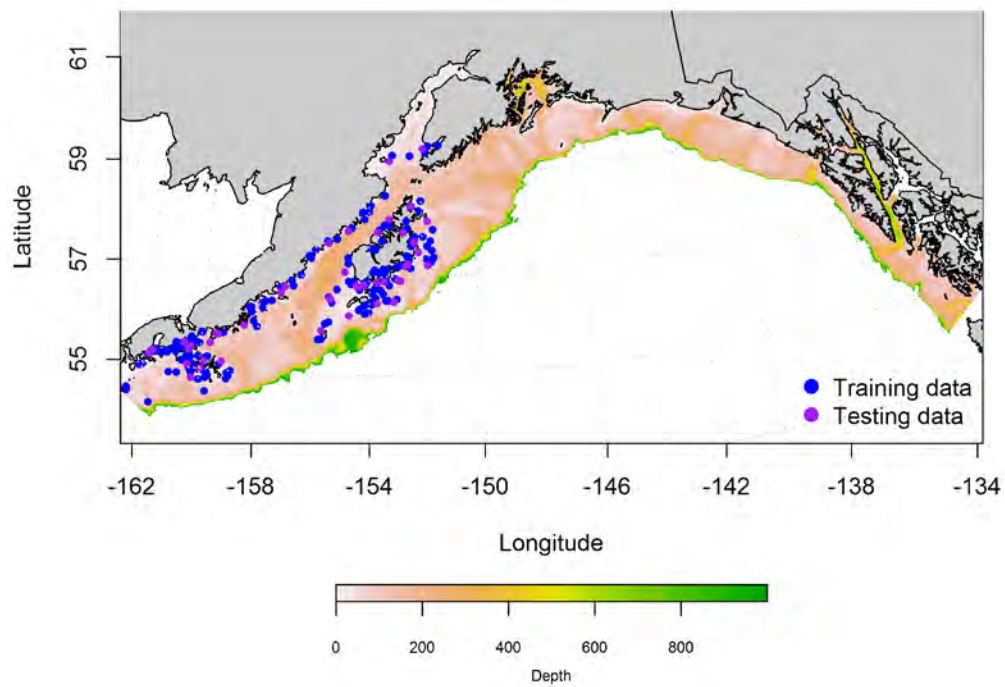 61
59
57
55
Latitude
Training data
Testing data
-162 -158 -154 -150 -146 -142 -138 -134
Longitude
0 200 400 600 800
Depth